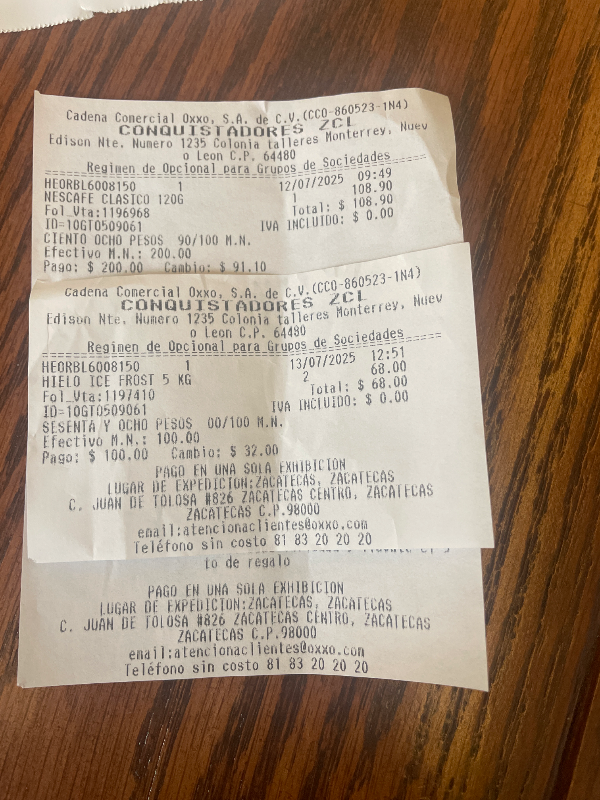 Cadena Comercial Oxxo, S.A. de C.V.(CCO-860523-1N4)
CONQUISTADORES ZCL
Edison Nte. Numero 1235 Colonia talleres Monterrey, Nuev
o Leon C.P. 64480
Regimen de Opcional para Grupos de Sociedades
HEORBL6008150 1 12/07/2025 09:49
NESCAFE CLASICO 120G 1 108.90
Fol_Vta:1196968 Total: $ 108.90
ID=10GTO509061 IVA INCLUIDO: $ 0.00
CIENTO OCHO PESOS 90/100 M.N.
Efectivo M.N.: 200.00
Pago: $ 200.00 Cambio: $ 91.10
Cadena Comercial Oxxo, S.A. de C.V.(CCO-860523-1N4)
CONQUISTADORES ZCL
Edison Nte. Numero 1235 Colonia talleres Monterrey, Nuev
o Leon C.P. 64480
Regimen de Opcional para Grupos de Sociedades
HEORBL6008150 1 13/07/2025 12:51
HIELO ICE FROST 5 KG 2 68.00
Fol_Vta:1197410 Total: $ 68.00
ID=10GTO509061 IVA INCLUIDO: $ 0.00
SESENTA Y OCHO PESOS 00/100 M.N.
Efectivo M.N.: 100.00
Pago: $ 100.00 Cambio: $ 32.00
PAGO EN UNA SOLA EXHIBICION
LUGAR DE EXPEDICION:ZACATECAS, ZACATECAS
C. JUAN DE TOLOSA #826 ZACATECAS CENTRO, ZACATECAS
ZACATECAS C.P.98000
email:atencionaclientes@oxxo.com
Teléfono sin costo 81 83 20 20 20
to de regalo
PAGO EN UNA SOLA EXHIBICION
LUGAR DE EXPEDICION:ZACATECAS, ZACATECAS
C. JUAN DE TOLOSA #826 ZACATECAS CENTRO, ZACATECAS
ZACATECAS C.P.98000
email:atencionaclientes@oxxo.com
Teléfono sin costo 81 83 20 20 20